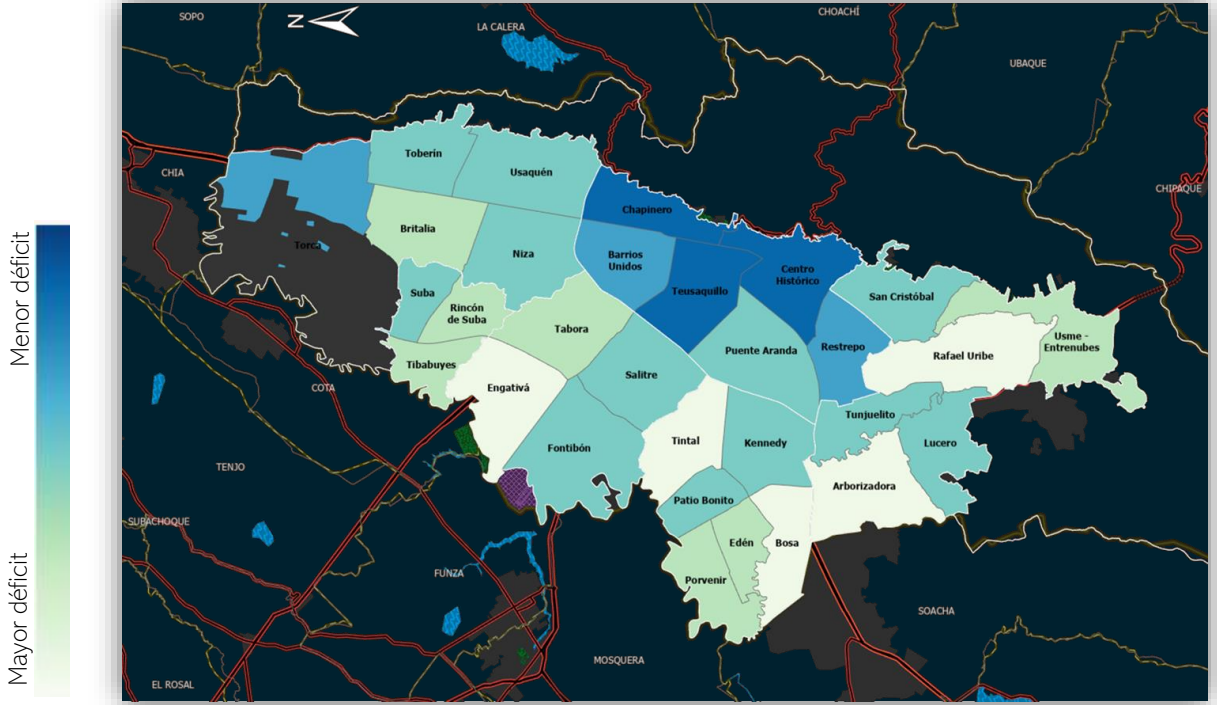 SOPO
N
LA CALERA
CHOACHÍ
UBAQUE
CHIA
CHIPAQUE
Toberín
Usaquén
Chapinero
Britalia
Torca
Niza
Barrios
Unidos
Centro
Histórico
Teusaquillo
San Cristóbal
Suba
Rincón
de Suba
Tabora
Puente Aranda
Restrepo
Rafael Uribe
Usme -
Entrenubes
Tibabuyes
Salitre
Engativá
COTA
Tintal
Kennedy
Tunjuelito
Lucero
Fontibón
TENJO
Patio Bonito
Arborizadora
SUBACHOQUE
Edén
Bosa
Porvenir
FUNZA
SOACHA
MOSQUERA
EL ROSAL
Menor déficit
Mayor déficit